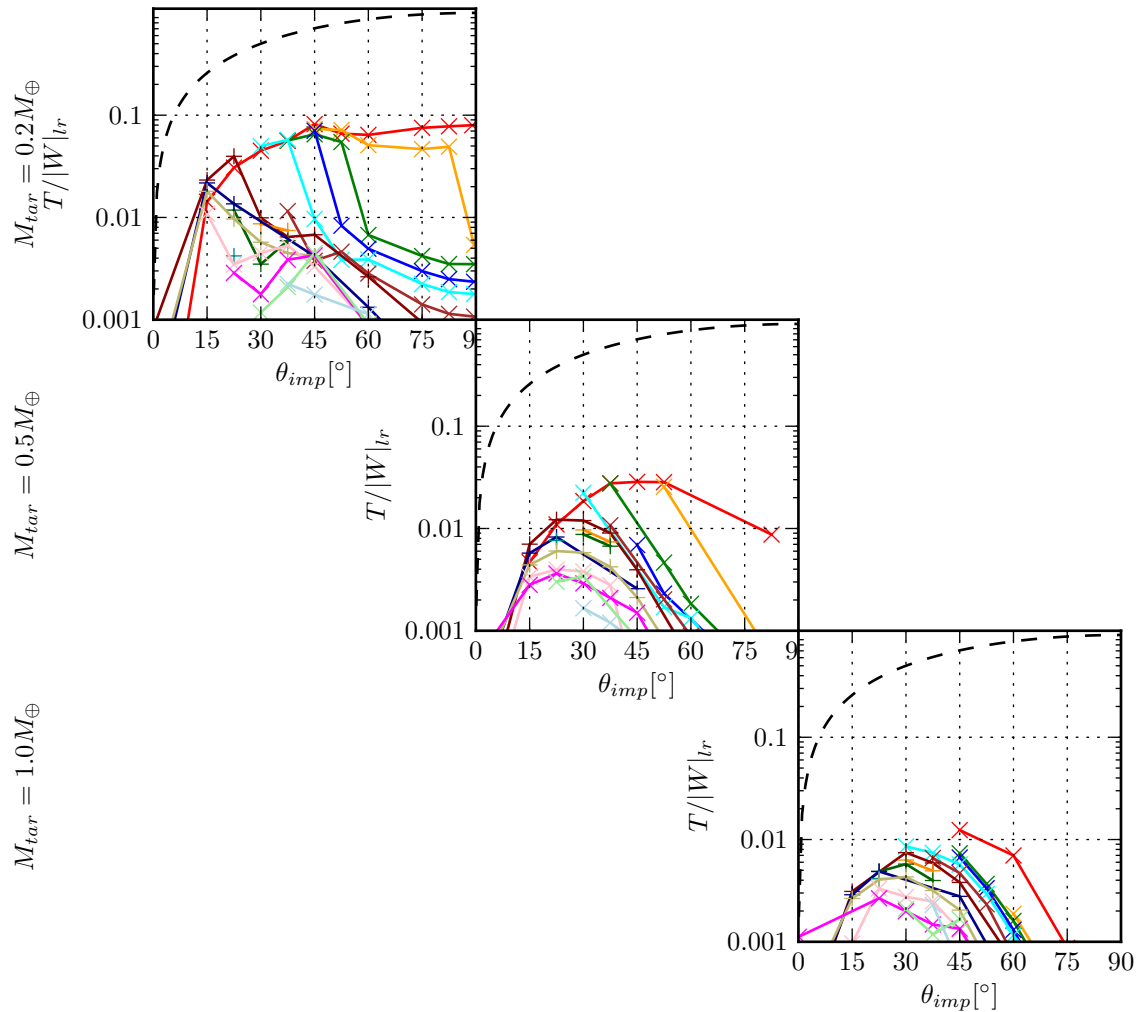 M_{tar} = 0.2M_⊕
T/|W|_{lr}
0.1
0.01
0.001
0 15 30 45 60 75 90
θ_{imp}[°]
M_{tar} = 0.5M_⊕
T/|W|_{lr}
0.1
0.01
0.001
0 15 30 45 60 75 90
θ_{imp}[°]
M_{tar} = 1.0M_⊕
T/|W|_{lr}
0.1
0.01
0.001
0 15 30 45 60 75 90
θ_{imp}[°]